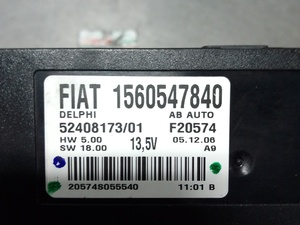 FIAT 1560547840
DELPHI AB AUTO
52408173/01 F20574
HW 5.00 13,5V 05.12.06
SW 18.00 A9
20574S055540 11:01 B